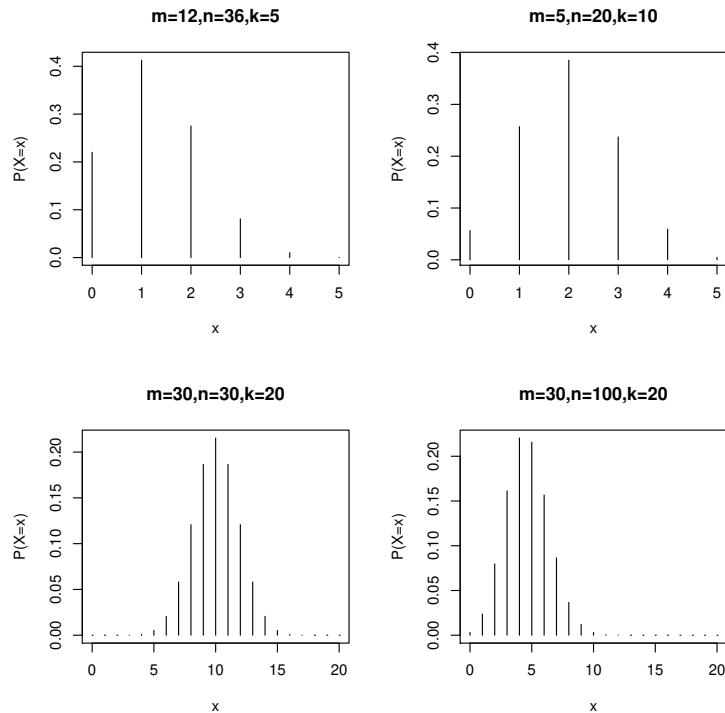 m=12,n=36,k=5
P(X=x)
0.0 0.1 0.2 0.3 0.4
0 1 2 3 4 5
x
m=5,n=20,k=10
P(X=x)
0.0 0.1 0.2 0.3 0.4
0 1 2 3 4 5
x
m=30,n=30,k=20
P(X=x)
0.00 0.05 0.10 0.15 0.20
0 5 10 15 20
x
m=30,n=100,k=20
P(X=x)
0.00 0.05 0.10 0.15 0.20
0 5 10 15 20
x